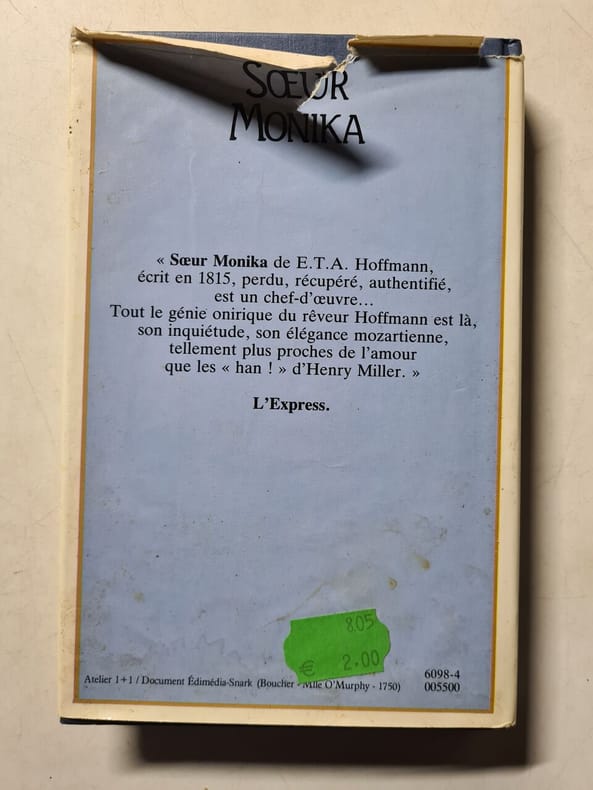 SŒUR
MONIKA
« Sœur Monika de E.T.A. Hoffmann,
écrit en 1815, perdu, récupéré, authentifié,
est un chef-d'œuvre...
Tout le génie onirique du rêveur Hoffmann est là,
son inquiétude, son élégance mozartienne,
tellement plus proches de l'amour
que les « han ! » d'Henry Miller. »
L'Express.
8.05
€ 2.00
Atelier 1+1 / Document Édimédia-Snark (Boucher - Mlle O'Murphy - 1750)
6098-4
005500